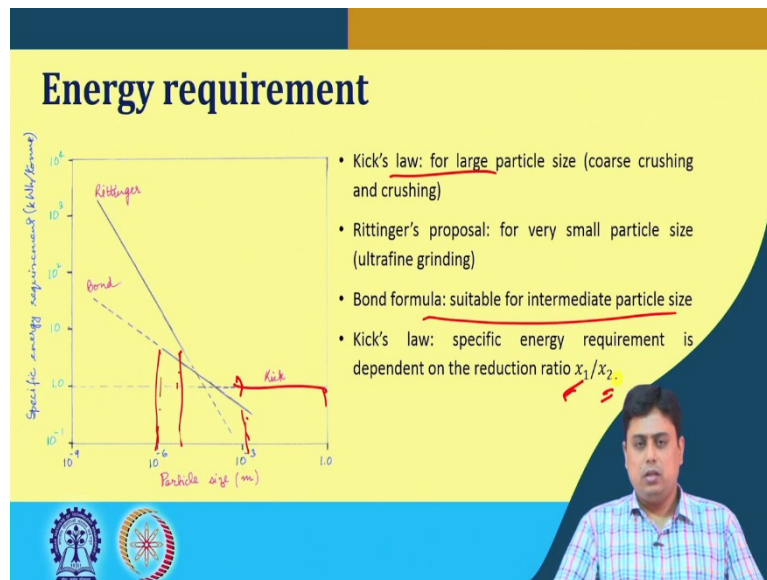 Energy requirement
• Kick's law: for large particle size (coarse crushing
and crushing)
• Rittinger's proposal: for very small particle size
(ultrafine grinding)
• Bond formula: suitable for intermediate particle size
• Kick's law: specific energy requirement is
dependent on the reduction ratio x₁/x₂.
Specific energy requirement (kWh/tonne)
10³
10²
10
1.0
10⁻¹
Rittinger
Bond
Kick
10⁻⁶
10⁻³
1.0
Particle size (m)